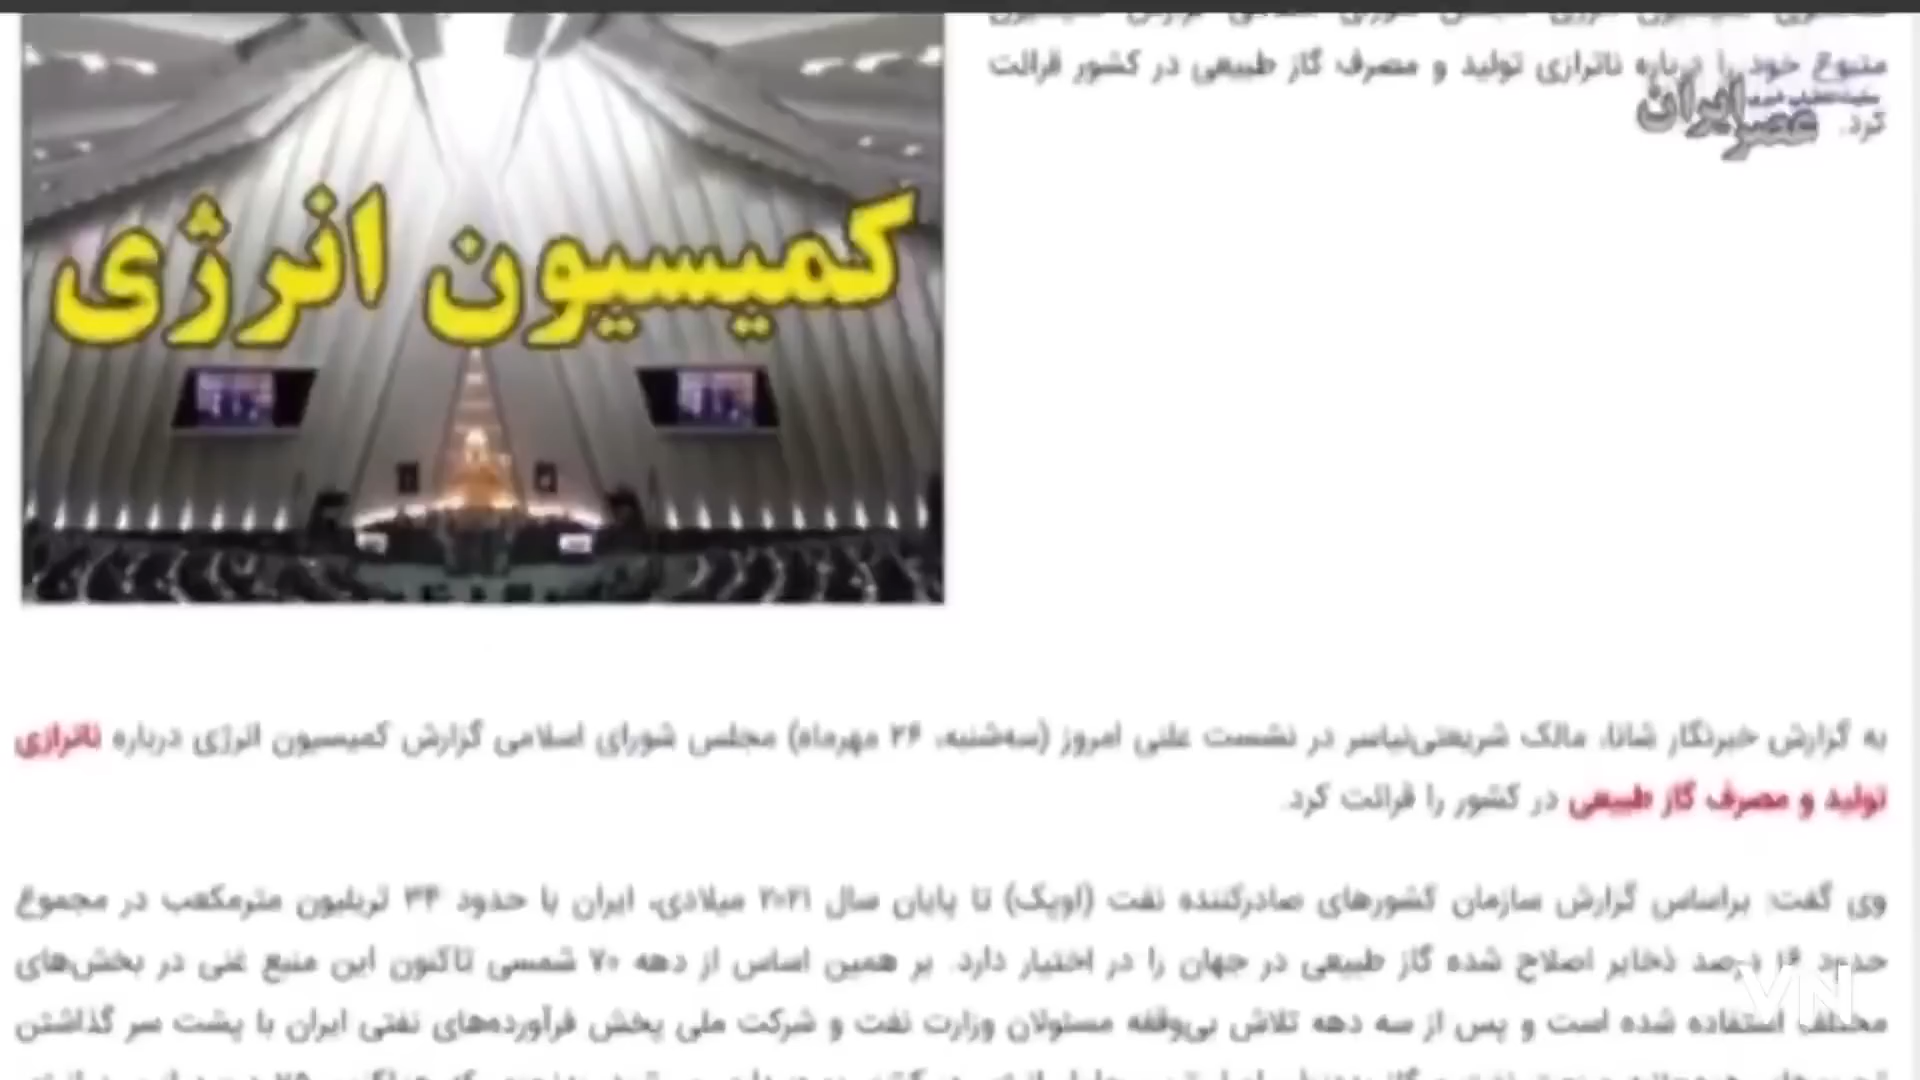 متبوع خود را درباره ناترازی تولید و مصرف گاز طبیعی در کشور قرائت
کرد.
عصر ایران
کمیسیون انرژی
به گزارش خبرنگار شانا، مالک شریعتی‌نیاسر در نشست علنی امروز (سه‌شنبه، ۲۶ مهرماه) مجلس شورای اسلامی گزارش کمیسیون انرژی درباره ناترازی
تولید و مصرف گاز طبیعی در کشور را قرائت کرد.
وی گفت: براساس گزارش سازمان کشورهای صادرکننده نفت (اوپک) تا پایان سال ۲۰۲۱ میلادی، ایران با حدود ۳۴ تریلیون مترمکعب در مجموع
حدود ۱۶ درصد ذخایر اصلاح شده گاز طبیعی در جهان را در اختیار دارد. بر همین اساس از دهه ۷۰ شمسی تاکنون این منبع غنی در بخش‌های
مختلف استفاده شده است و پس از سه دهه تلاش بی‌وقفه مسئولان وزارت نفت و شرکت ملی پخش فرآورده‌های نفتی ایران با پشت سر گذاشتن
VN